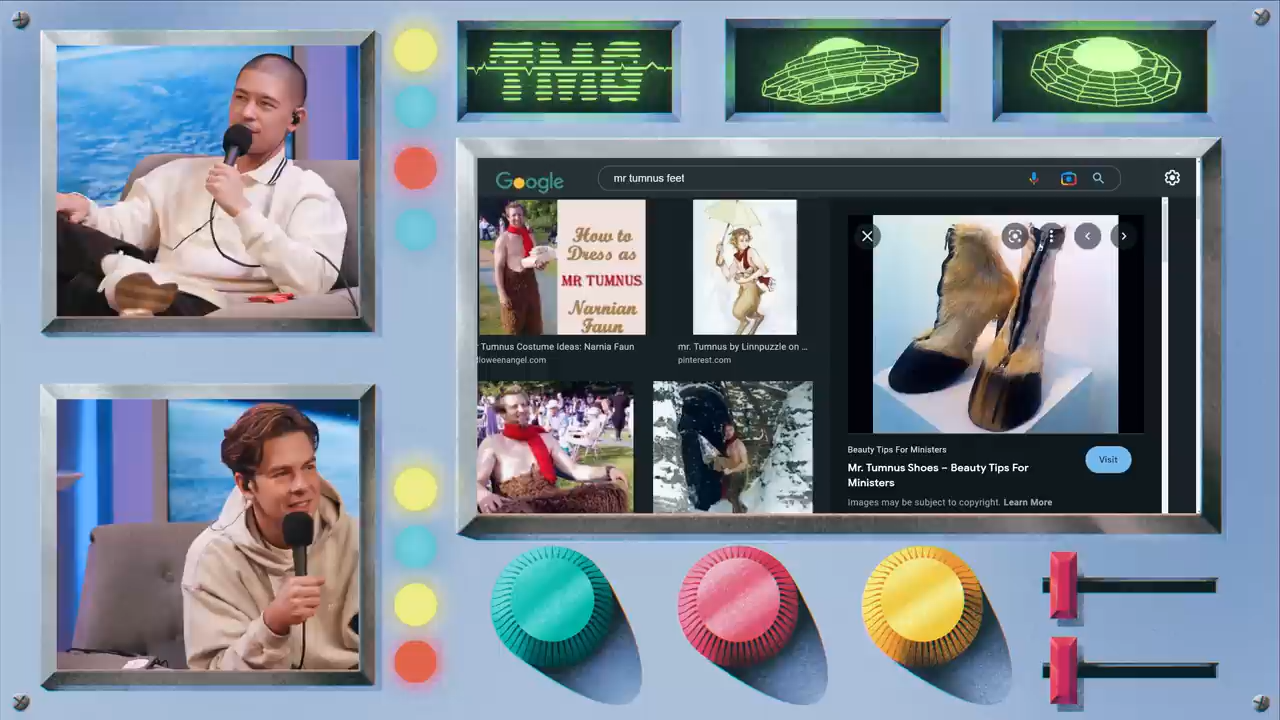 TMG
Google
mr tumnus feet
How to
Dress as
MR TUMNUS
Narnian
Faun
Tumnus Costume Ideas: Narnia Faun
mr. Tumnus by Linnpuzzle on ...
pinterest.com
Beauty Tips For Ministers
Mr. Tumnus Shoes – Beauty Tips For
Ministers
Visit
Images may be subject to copyright. Learn More